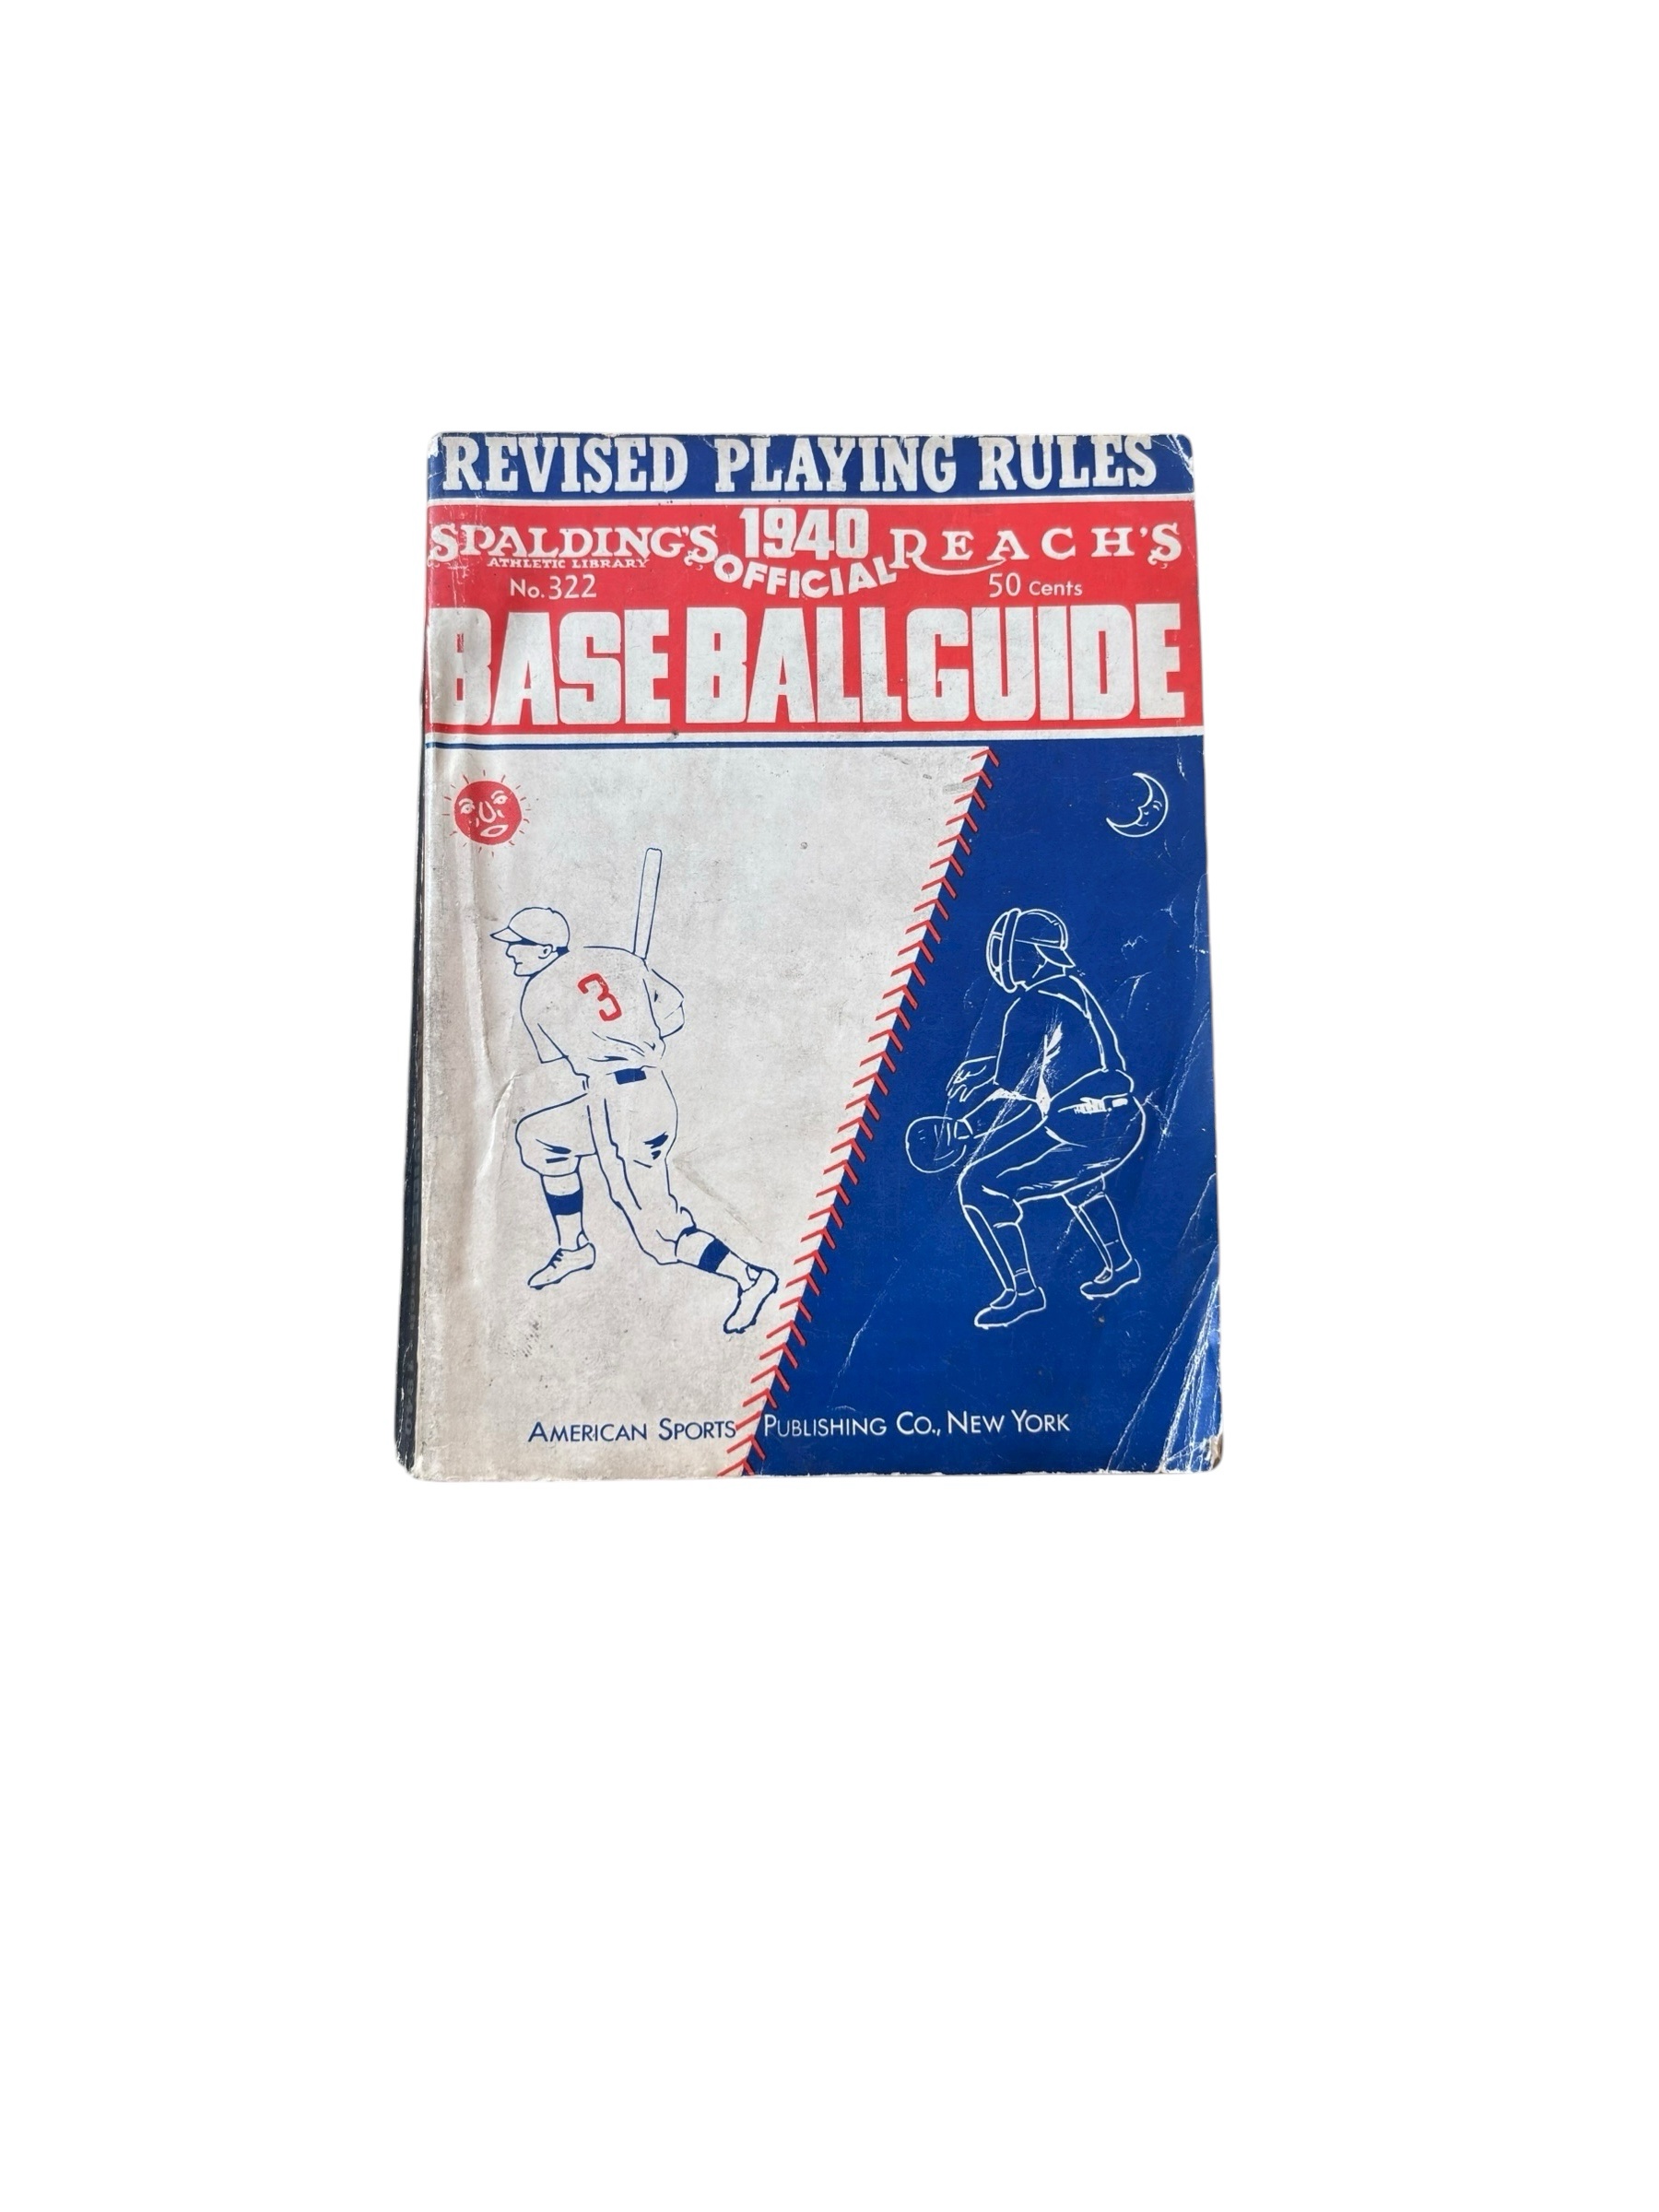 REVISED PLAYING RULES
SPALDING'S 1940 REACH'S
ATHLETIC LIBRARY OFFICIAL
No. 322 50 Cents
BASE BALL GUIDE
3
AMERICAN SPORTS PUBLISHING CO., NEW YORK